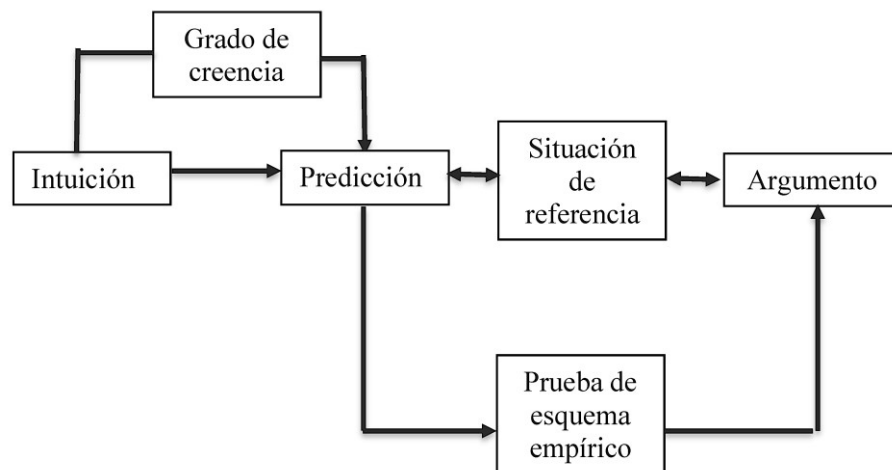 Grado de
creencia
Intuición
Predicción
Situación
de
referencia
Argumento
Prueba de
esquema
empírico